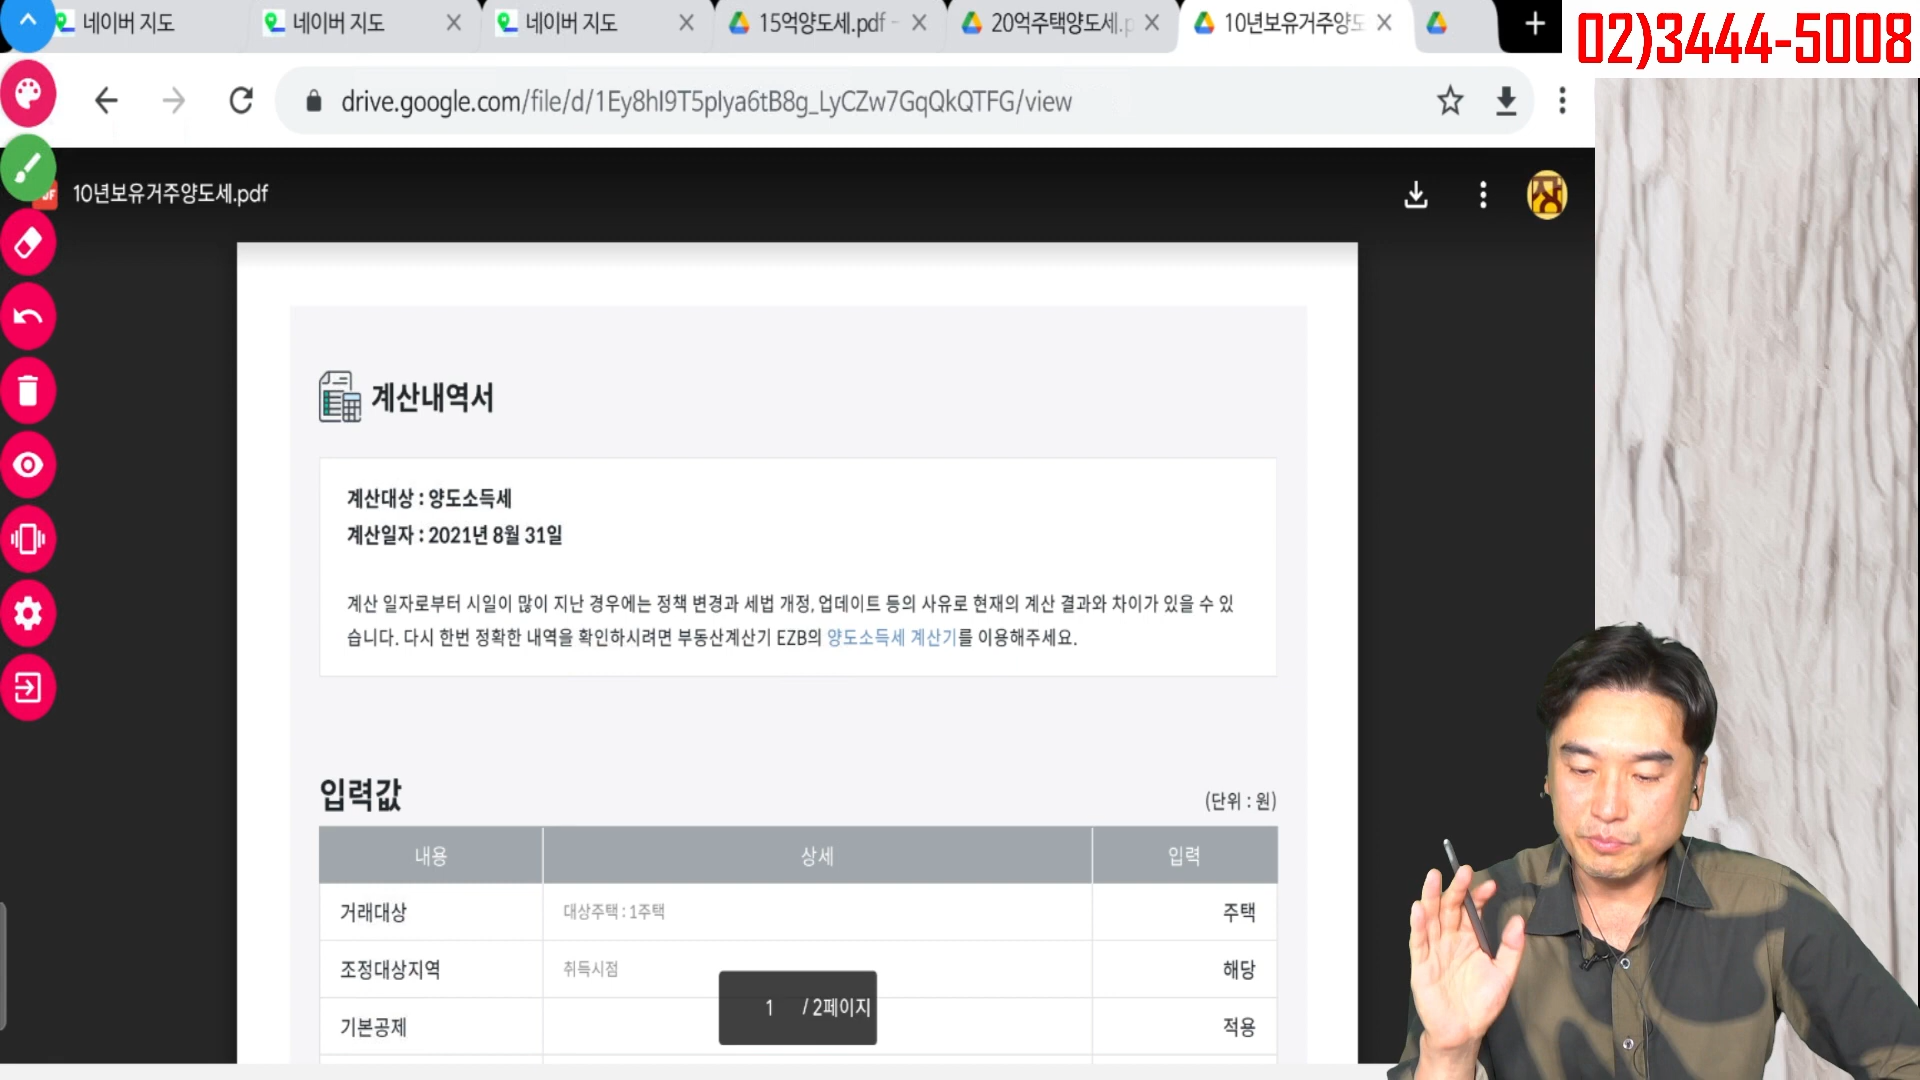 네이버 지도
네이버 지도
네이버 지도
15억양도세.pdf -
20억주택양도세.p
10년보유거주양도
02)3444-5008
drive.google.com/file/d/1Ey8hI9T5pIya6tB8g_LyCZw7GqQkQTFG/view
10년보유거주양도세.pdf
장
계산내역서
계산대상 : 양도소득세
계산일자 : 2021년 8월 31일
계산 일자로부터 시일이 많이 지난 경우에는 정책 변경과 세법 개정, 업데이트 등의 사유로 현재의 계산 결과와 차이가 있을 수 있
습니다. 다시 한번 정확한 내역을 확인하시려면 부동산계산기 EZB의 양도소득세 계산기를 이용해주세요.
입력값
(단위 : 원)
내용 상세 입력
거래대상 대상주택 : 1주택 주택
조정대상지역 취득시점 해당
기본공제 적용
1 / 2페이지